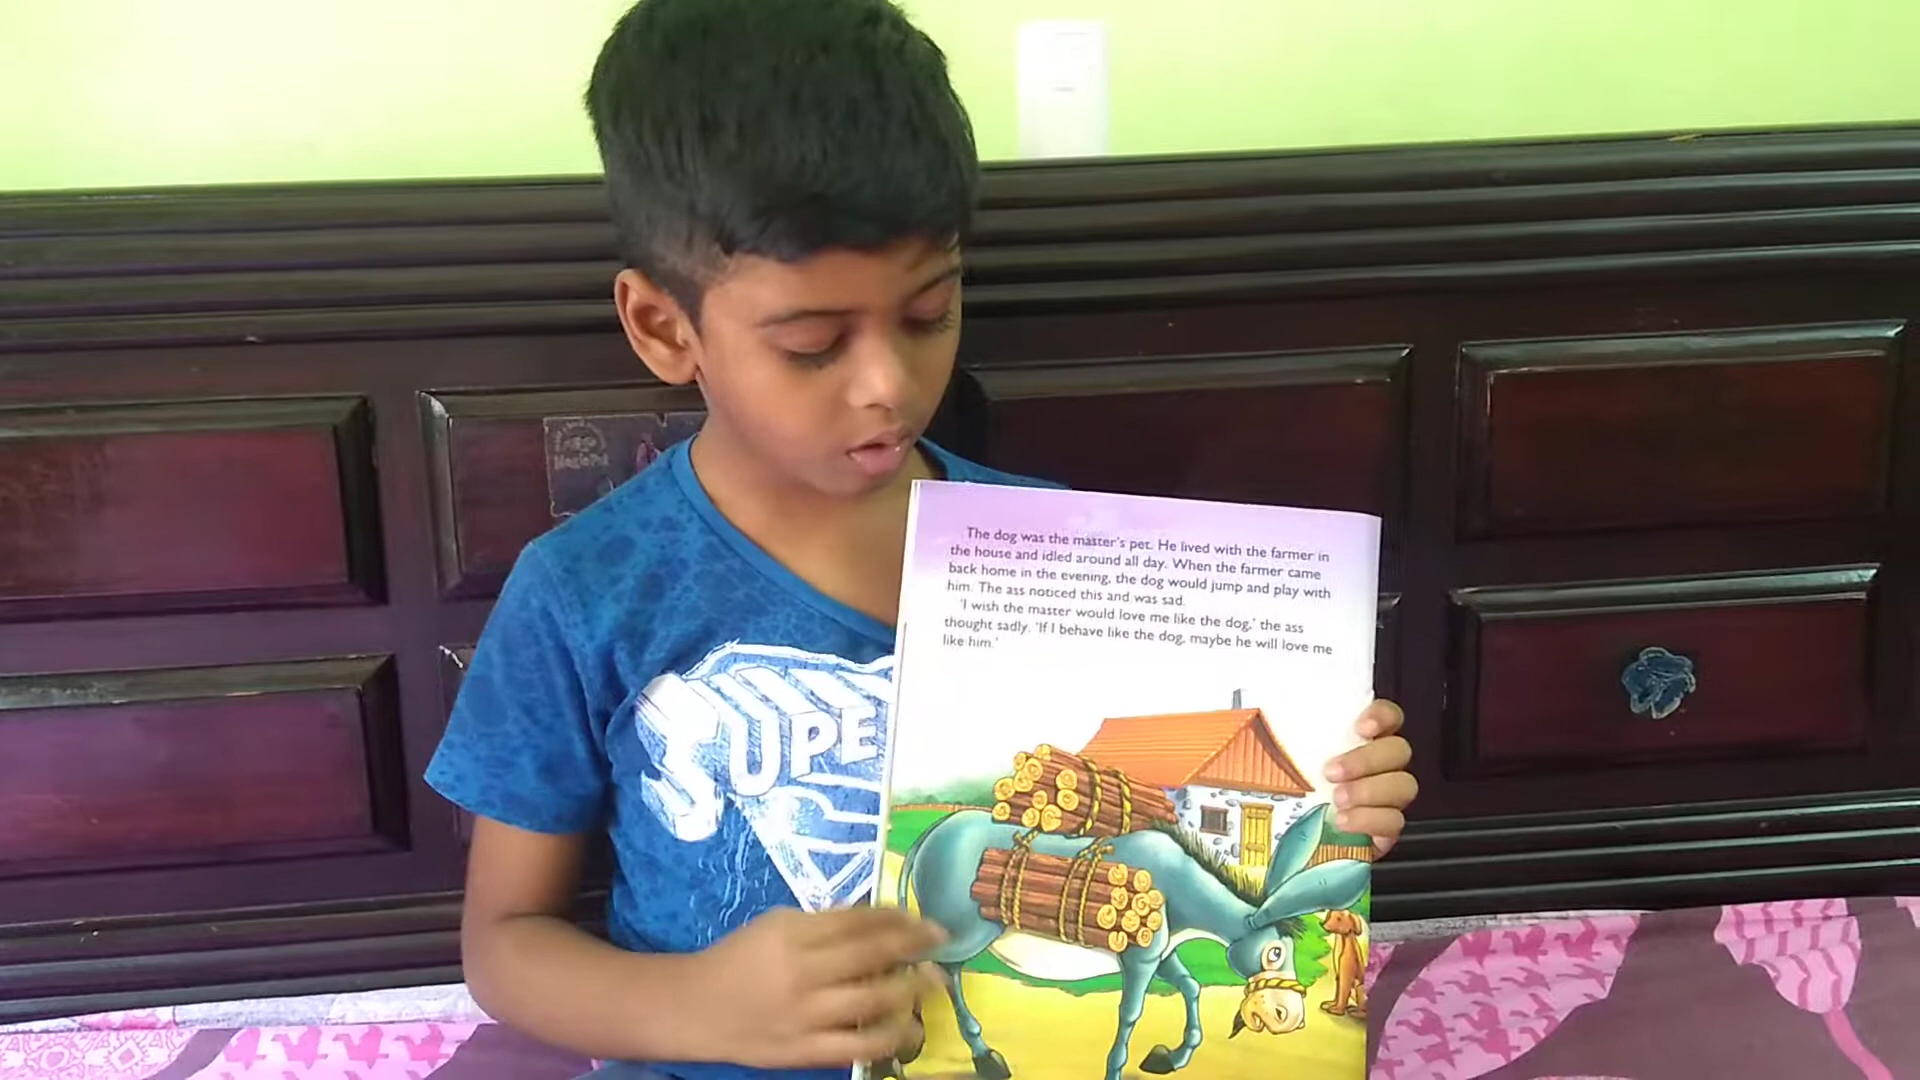 The dog was the master's pet. He lived with the farmer in
the house and idled around all day. When the farmer came
back home in the evening, the dog would jump and play with
him. The ass noticed this and was sad.
'I wish the master would love me like the dog,' the ass
thought sadly. 'If I behave like the dog, maybe he will love me
like him.'
SUPE